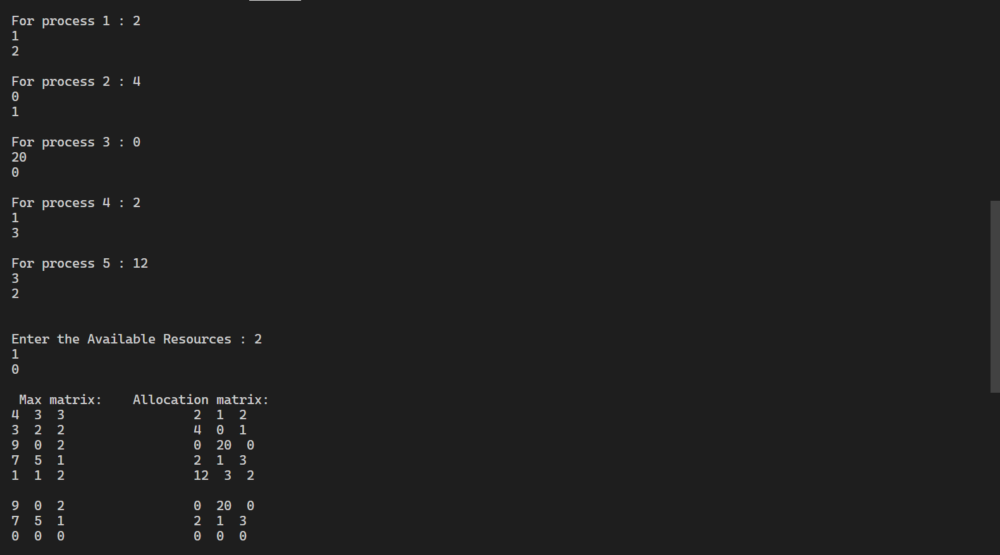 For process 1 : 2
1
2
For process 2 : 4
0
1
For process 3 : 0
20
0
For process 4 : 2
1
3
For process 5 : 12
3
2
Enter the Available Resources : 2
1
0
Max matrix:    Allocation matrix:
4  3  3                 2  1  2
3  2  2                 4  0  1
9  0  2                 0  20  0
7  5  1                 2  1  3
1  1  2                 12  3  2
9  0  2                 0  20  0
7  5  1                 2  1  3
0  0  0                 0  0  0